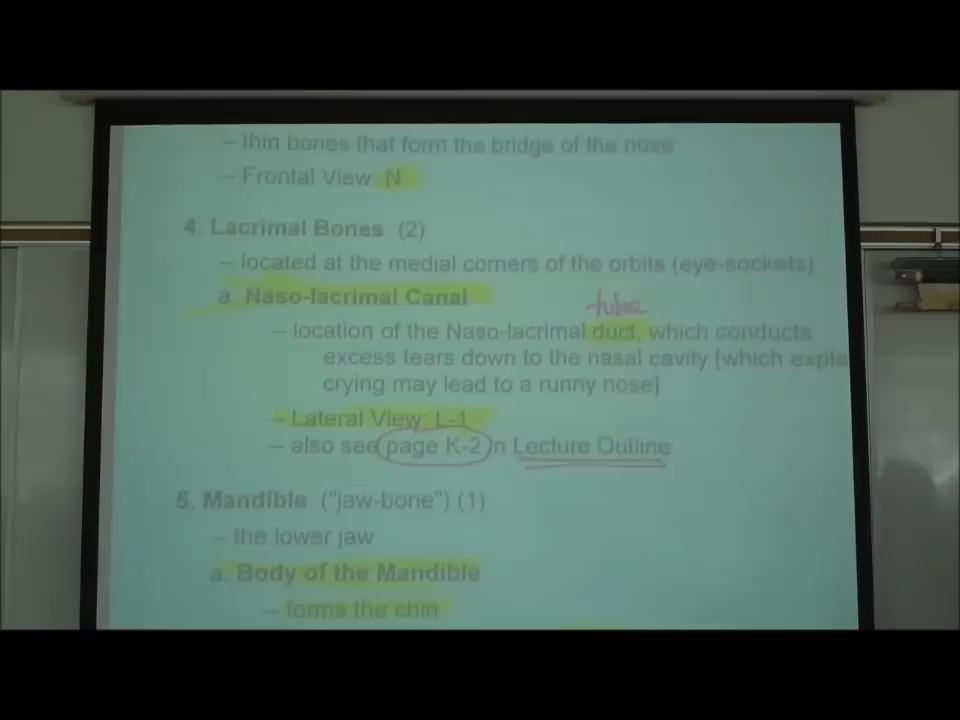 – thin bones that form the bridge of the nose
– Frontal View: N
4. Lacrimal Bones (2)
– located at the medial corners of the orbits (eye-sockets)
a. Naso-lacrimal Canal
tube
– location of the Naso-lacrimal duct, which conducts
excess tears down to the nasal cavity [which expla
crying may lead to a runny nose]
– Lateral View: L-1
– also see page K-2 in Lecture Outline
5. Mandible ("jaw-bone") (1)
– the lower jaw
a. Body of the Mandible
– forms the chin